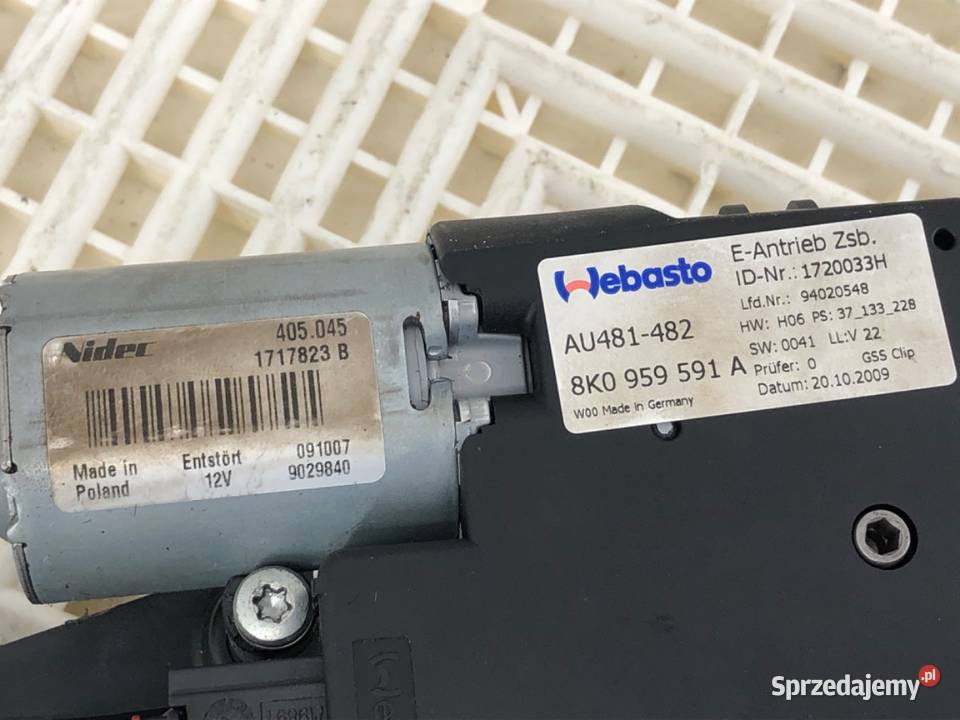 Nidec
405.045
1717823 B
Made in Poland
Entstört 12V
091007
9029840
Webasto
AU481-482
8K0 959 591 A
W00 Made in Germany
E-Antrieb Zsb.
ID-Nr.: 1720033H
Lfd.Nr.: 94020548
HW: H06 PS: 37_133_228
SW: 0041 LL:V 22
Prüfer: 0 GSS Clip
Datum: 20.10.2009
Sprzedajemy.pl